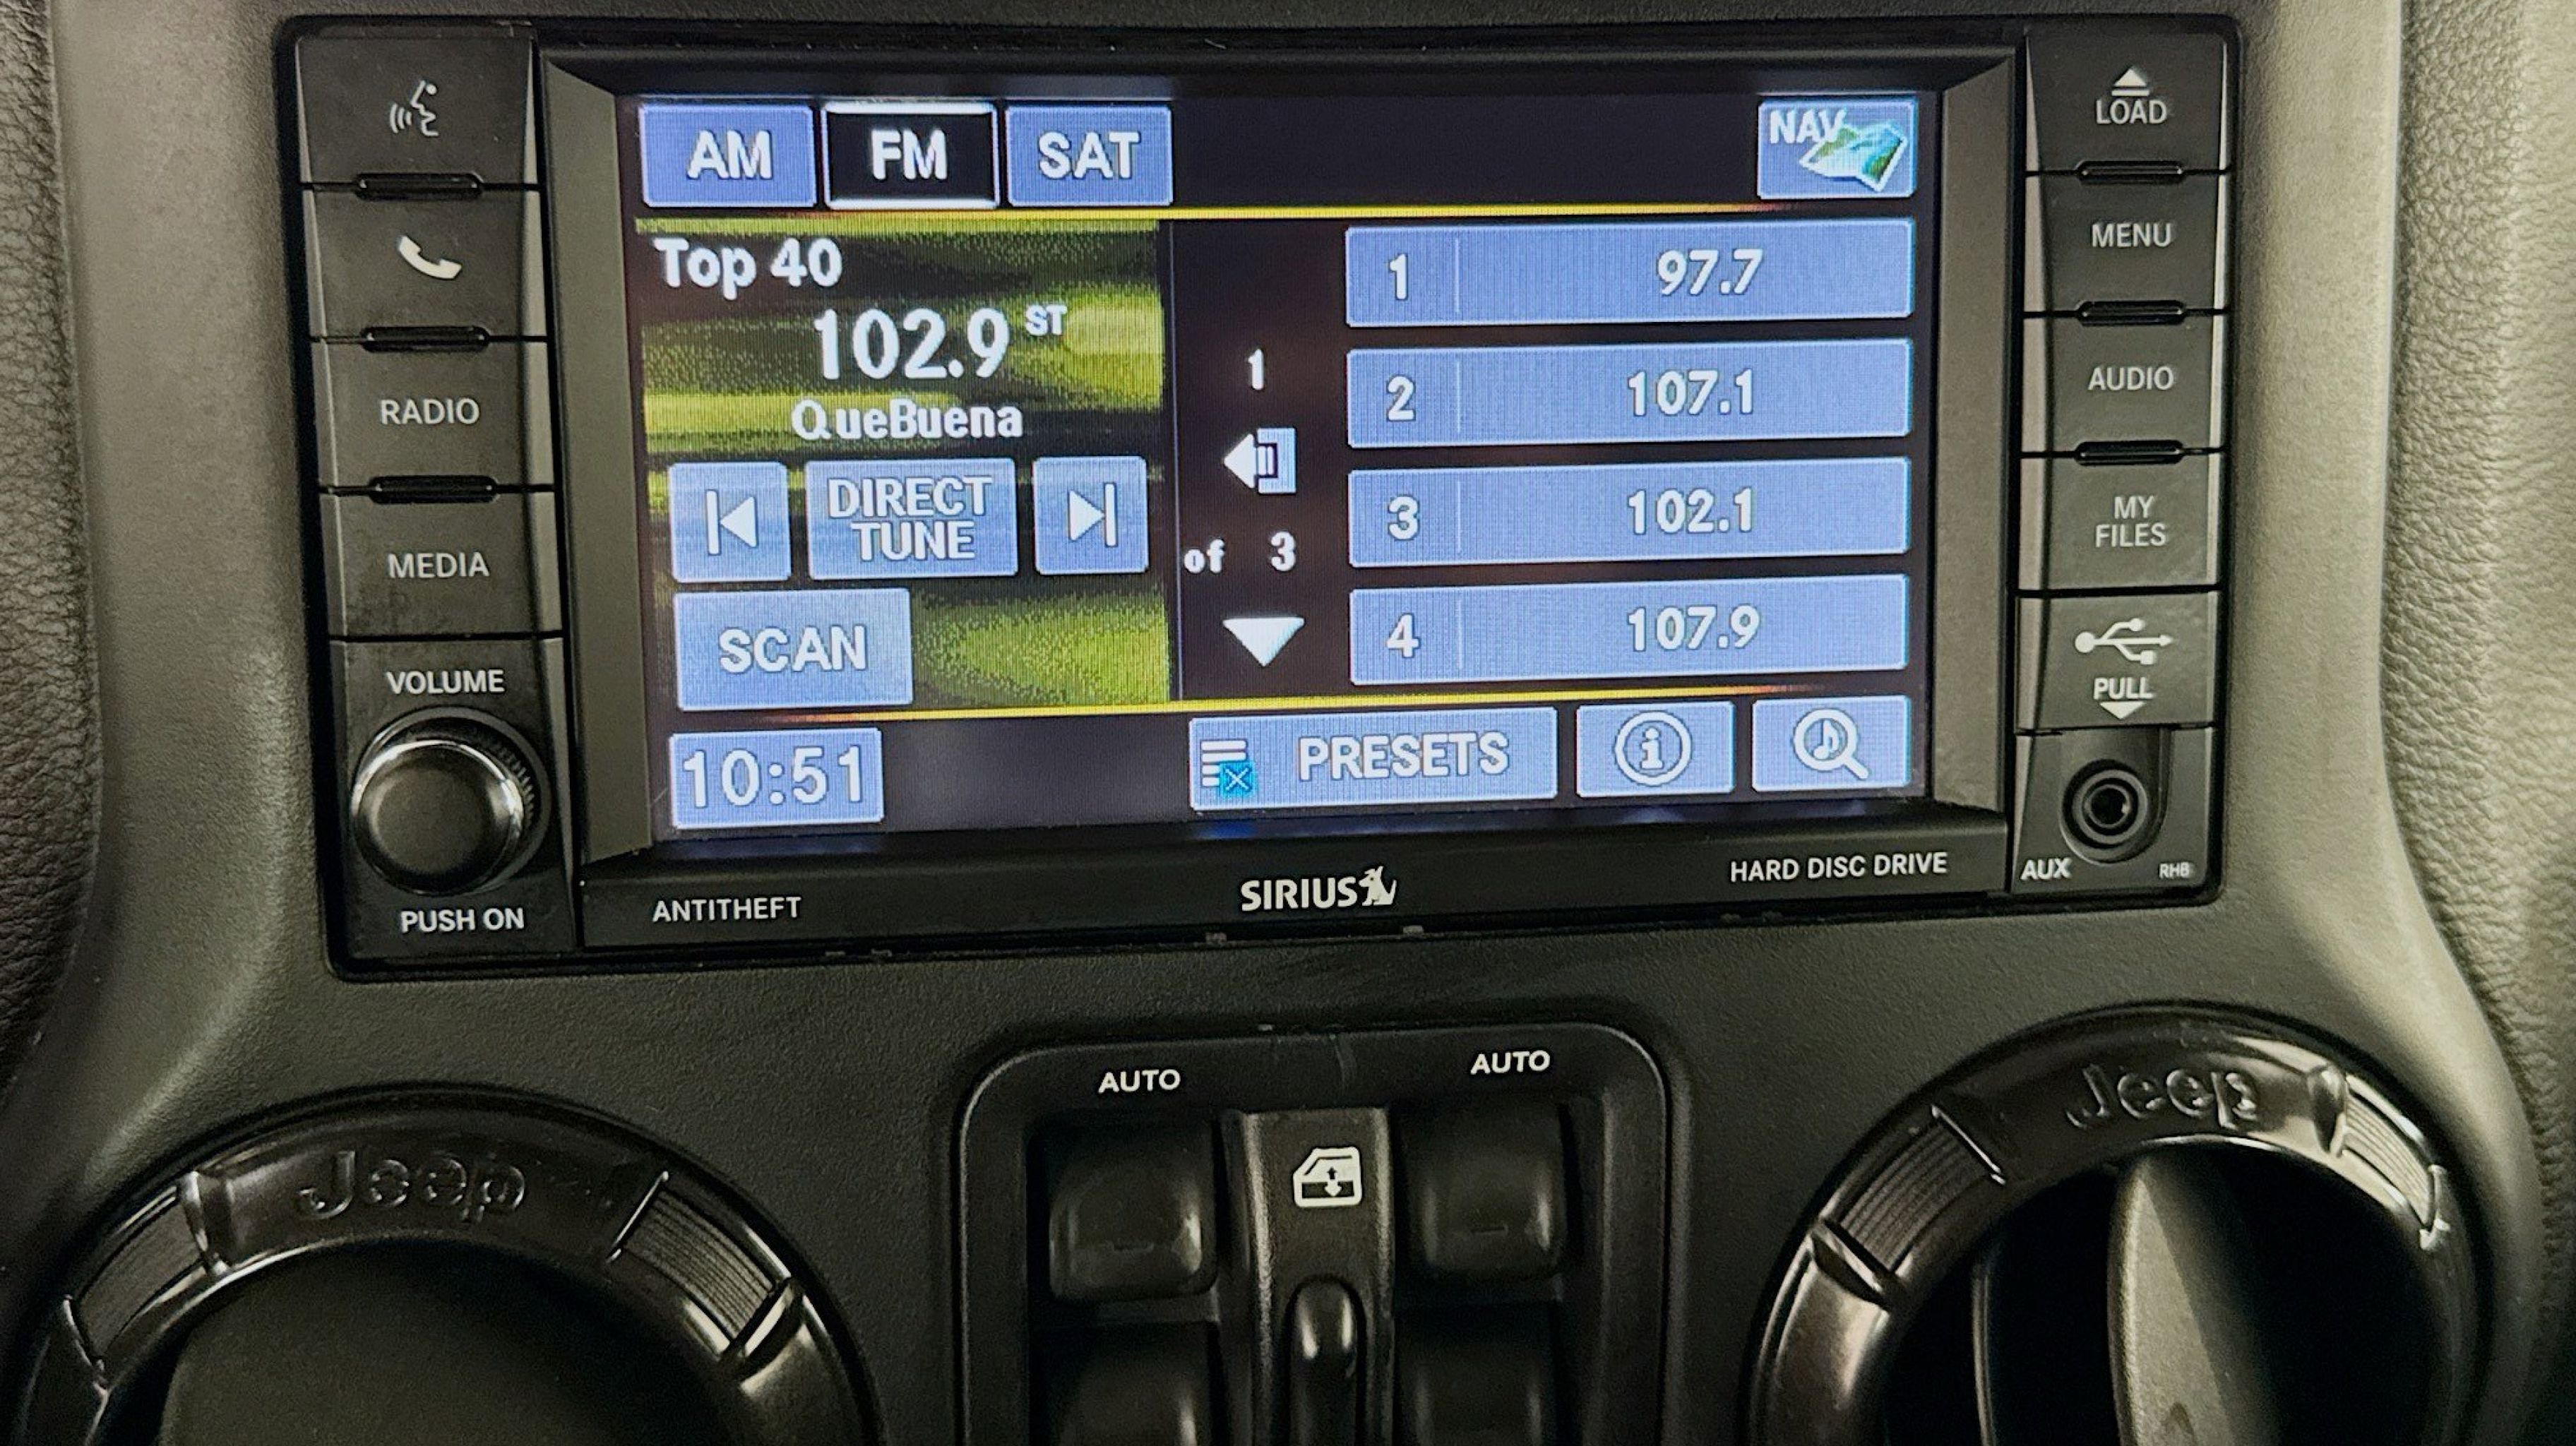 AM FM SAT NAV
Top 40
102.9 ST
QueBuena
DIRECT
TUNE
SCAN
1
of 3
1 97.7
2 107.1
3 102.1
4 107.9
10:51
PRESETS
i
RADIO
MEDIA
VOLUME
PUSH ON
LOAD
MENU
AUDIO
MY
FILES
PULL
AUX RHB
ANTITHEFT
SIRIUS
HARD DISC DRIVE
AUTO AUTO
Jeep
Jeep